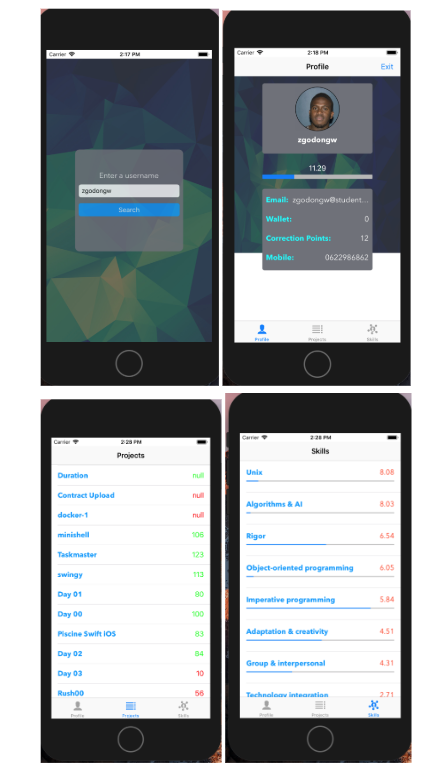 Carrier 2:17 PM
Enter a username
zgodongw
Search
Carrier 2:18 PM
Profile Exit
zgodongw
11.29
Email: zgodongw@student...
Wallet: 0
Correction Points: 12
Mobile: 0622986862
Profile Projects Skills
Carrier 2:28 PM
Projects
Duration null
Contract Upload null
docker-1 null
minishell 106
Taskmaster 123
swingy 113
Day 01 80
Day 00 100
Piscine Swift iOS 83
Day 02 84
Day 03 10
Rush00 56
Profile Projects Skills
Carrier 2:28 PM
Skills
Unix 8.08
Algorithms & AI 8.03
Rigor 6.54
Object-oriented programming 6.05
Imperative programming 5.84
Adaptation & creativity 4.51
Group & interpersonal 4.31
Technology integration 2.71
Profile Projects Skills